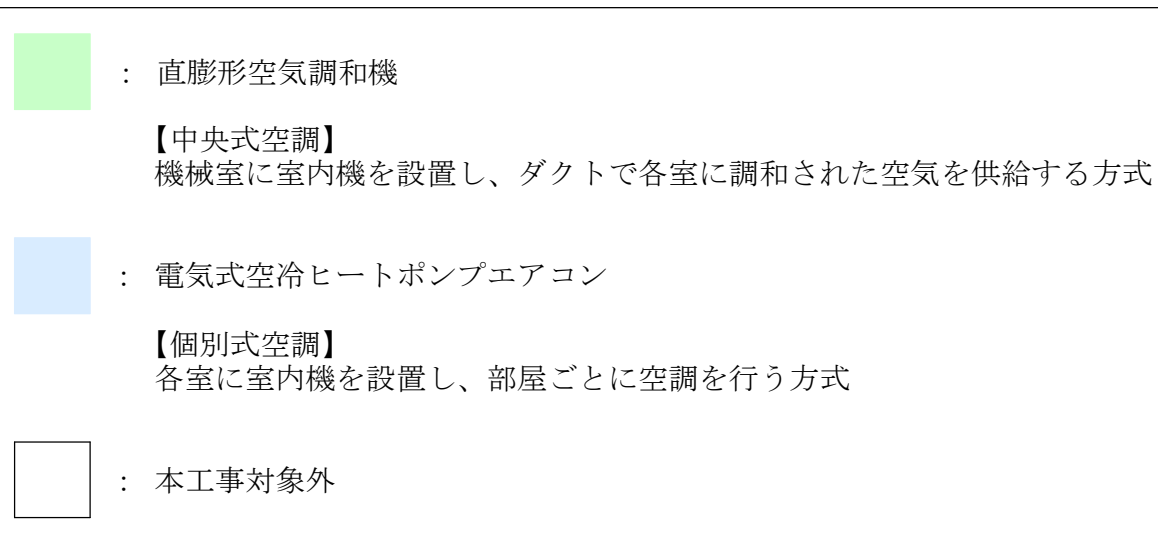 ： 直膨形空気調和機
【中央式空調】
機械室に室内機を設置し、ダクトで各室に調和された空気を供給する方式
： 電気式空冷ヒートポンプエアコン
【個別式空調】
各室に室内機を設置し、部屋ごとに空調を行う方式
： 本工事対象外